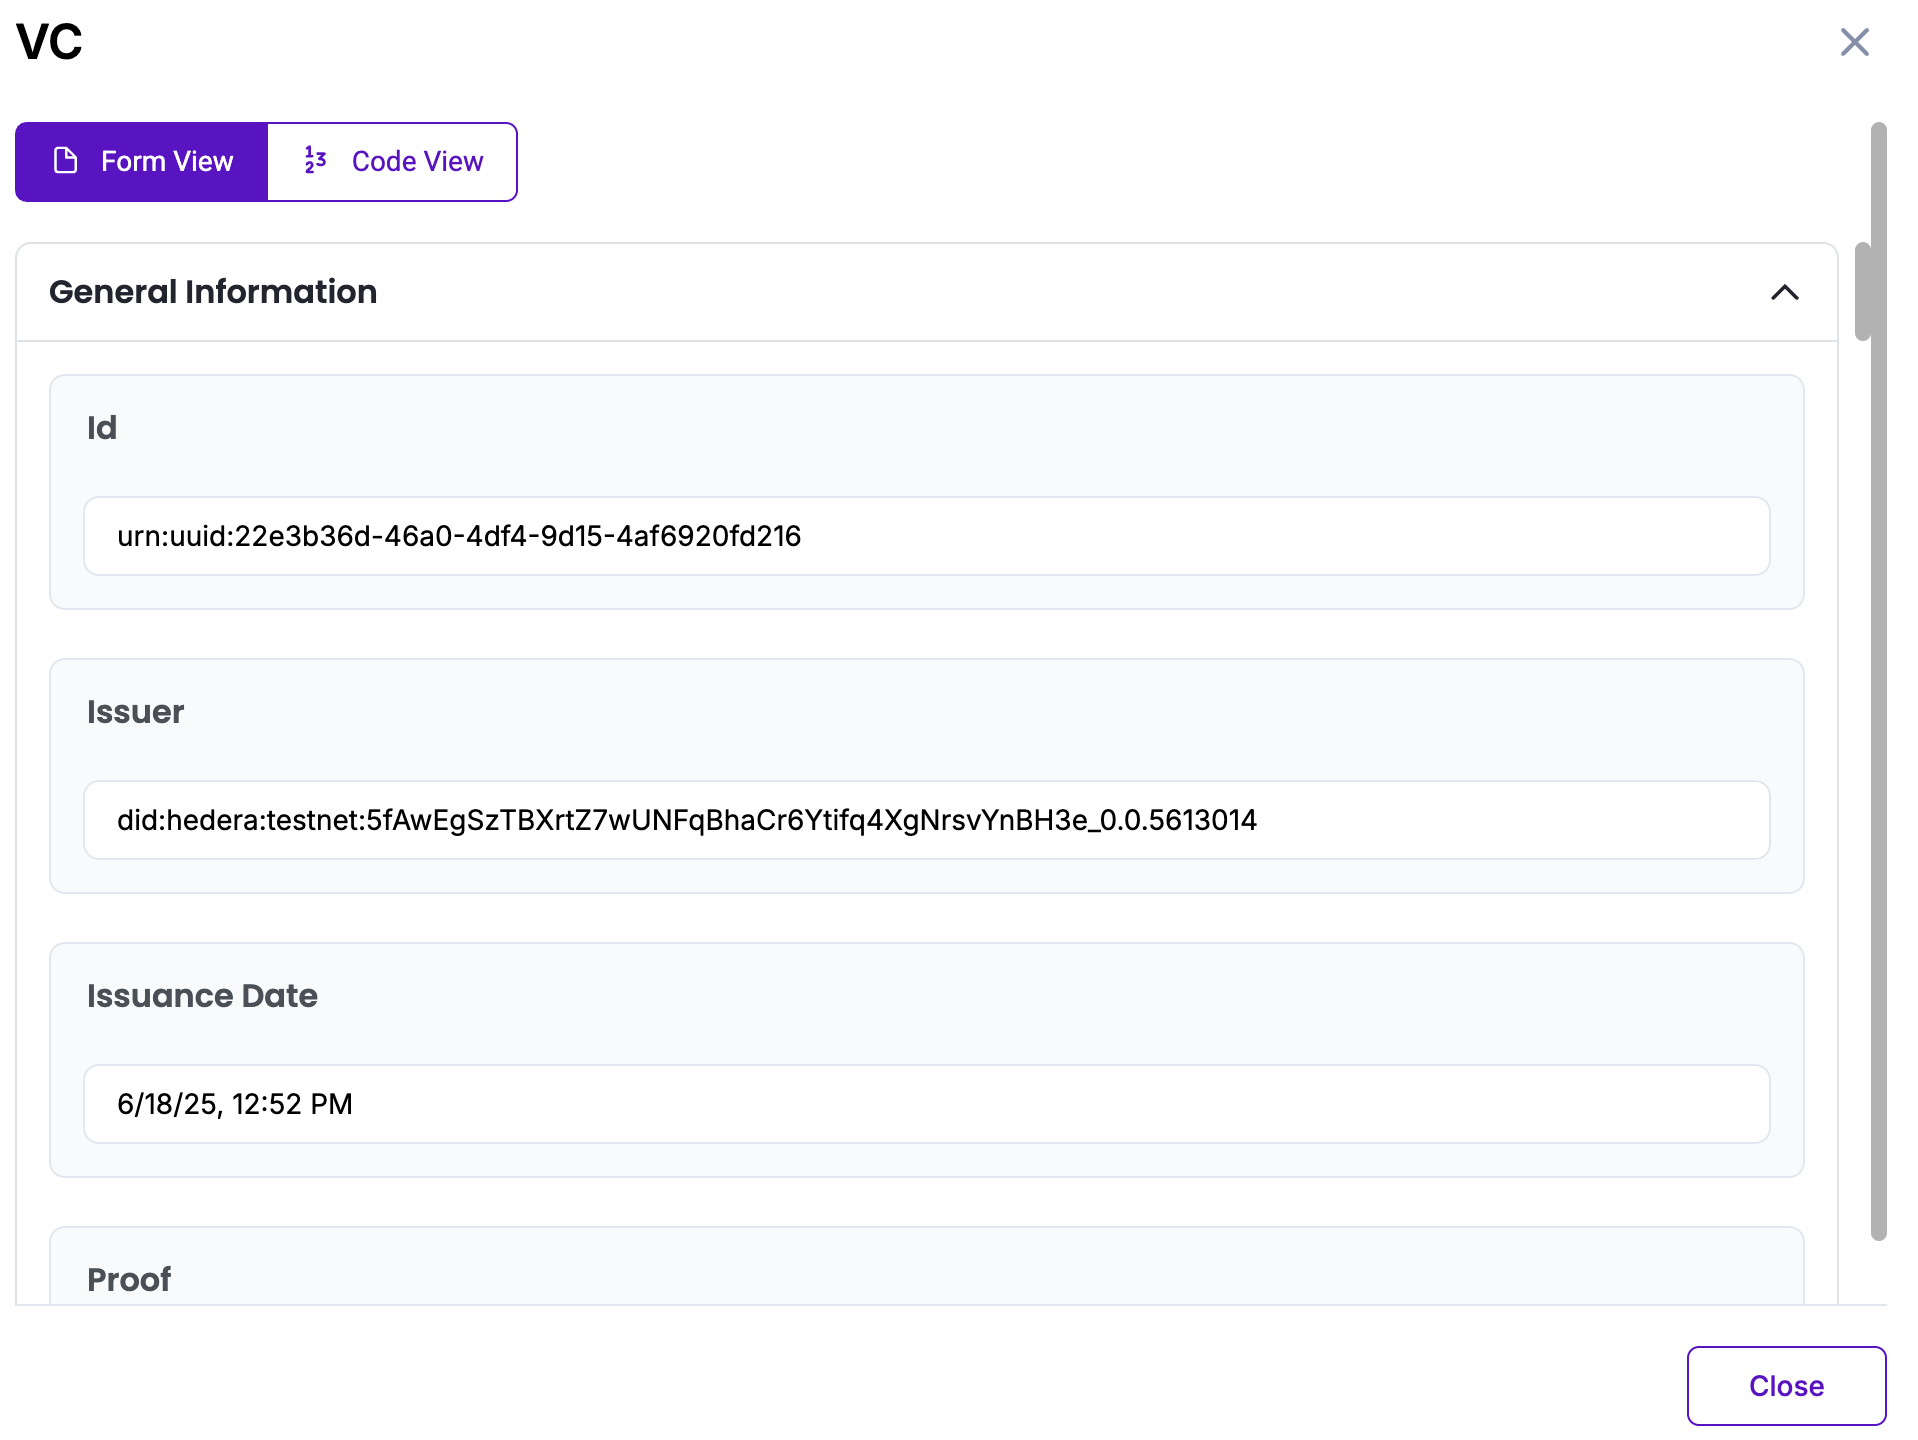 VC
Form View
Code View
General Information
Id
urn:uuid:22e3b36d-46a0-4df4-9d15-4af6920fd216
Issuer
did:hedera:testnet:5fAwEgSzTBXrtZ7wUNFqBhaCr6Ytifq4XgNrsvYnBH3e_0.0.5613014
Issuance Date
6/18/25, 12:52 PM
Proof
Close